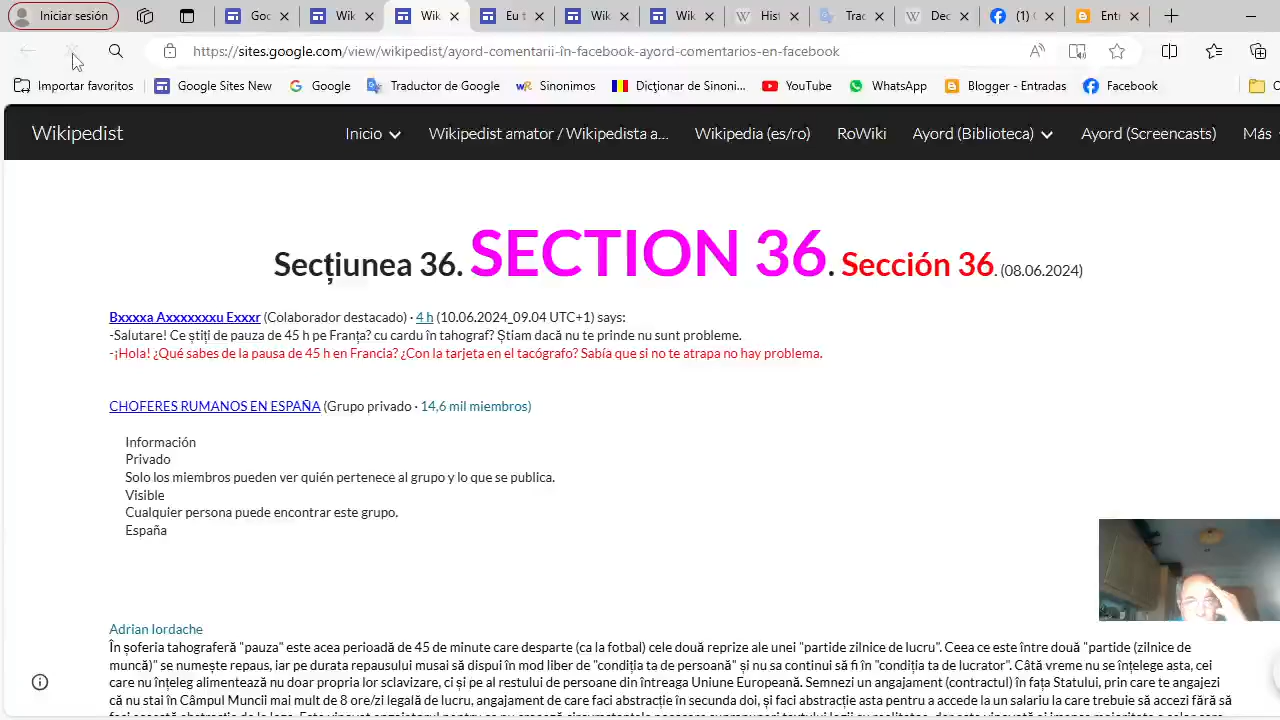 Iniciar sesión
Goc
Wik
Wik
Eu t
Wik
Wik
Hist
Trac
Dec
(1)
Entr
https://sites.google.com/view/wikipedist/ayord-comentarii-în-facebook-ayord-comentarios-en-facebook
Importar favoritos
Google Sites New
Google
Traductor de Google
Sinonimos
Dicţionar de Sinoni...
YouTube
WhatsApp
Blogger - Entradas
Facebook
Wikipedist
Inicio
Wikipedist amator / Wikipedista a...
Wikipedia (es/ro)
RoWiki
Ayord (Biblioteca)
Ayord (Screencasts)
Más
Secțiunea 36. SECTION 36. Sección 36. (08.06.2024)
Bxxxxa Axxxxxxxu Exxxr (Colaborador destacado) · 4 h (10.06.2024_09.04 UTC+1) says:
-Salutare! Ce știți de pauza de 45 h pe Franța? cu cardu în tahograf? Știam dacă nu te prinde nu sunt probleme.
-¡Hola! ¿Qué sabes de la pausa de 45 h en Francia? ¿Con la tarjeta en el tacógrafo? Sabía que si no te atrapa no hay problema.
CHOFERES RUMANOS EN ESPAÑA (Grupo privado · 14,6 mil miembros)
Información
Privado
Solo los miembros pueden ver quién pertenece al grupo y lo que se publica.
Visible
Cualquier persona puede encontrar este grupo.
España
Adrian Iordache
În șoferia tahograferă "pauza" este acea perioadă de 45 de minute care desparte (ca la fotbal) cele două reprize ale unei "partide zilnice de lucru". Ceea ce este între două "partide (zilnice de
muncă)" se numește repaus, iar pe durata repausului musai să dispui în mod liber de "condiția ta de persoană" și nu sa continui să fi în "condiția ta de lucrator". Câtă vreme nu se înțelege asta, cei
care nu înțeleg alimentează nu doar propria lor sclavizare, ci și pe al restului de persoane din întreaga Uniune Europeană. Semnezi un angajament (contractul) în fața Statului, prin care te angajezi
că nu stai în Câmpul Muncii mai mult de 8 ore/zi legală de lucru, angajament de care faci abstracție în secunda doi, și faci abstracție asta pentru a accede la un salariu la care trebuie să accezi fără să